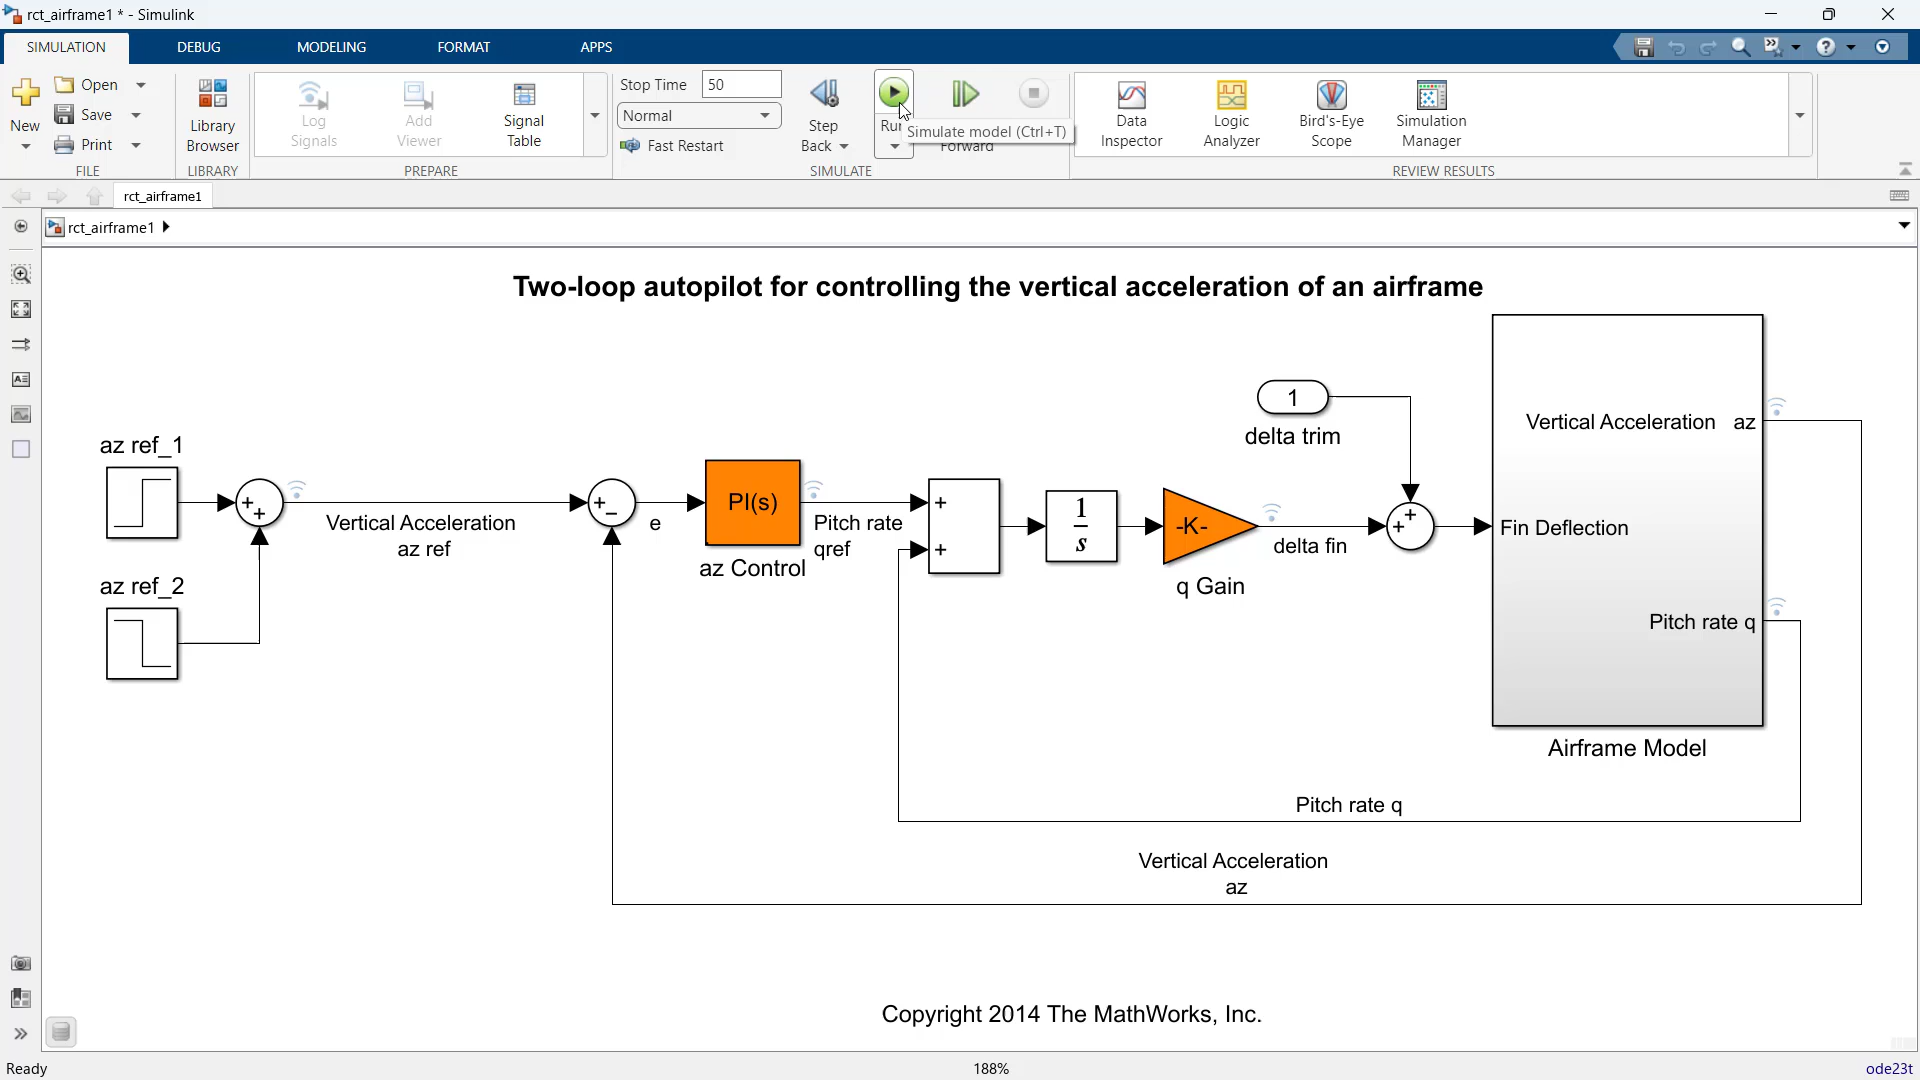 rct_airframe1 * - Simulink
SIMULATION DEBUG MODELING FORMAT APPS
New
Open
Save
Print
FILE
Library
Browser
LIBRARY
Log
Signals
Add
Viewer
Signal
Table
PREPARE
Stop Time 50
Normal
Fast Restart
Step
Back
Run
Simulate model (Ctrl+T)
Forward
SIMULATE
Data
Inspector
Logic
Analyzer
Bird's-Eye
Scope
Simulation
Manager
REVIEW RESULTS
rct_airframe1
rct_airframe1
Two-loop autopilot for controlling the vertical acceleration of an airframe
az ref_1
az ref_2
+
+
Vertical Acceleration
az ref
+
−
e
PI(s)
az Control
Pitch rate
qref
+
+
1
s
-K-
q Gain
delta fin
1
delta trim
+
+
Vertical Acceleration az
Fin Deflection
Pitch rate q
Airframe Model
Pitch rate q
Vertical Acceleration
az
Copyright 2014 The MathWorks, Inc.
Ready 188% ode23t